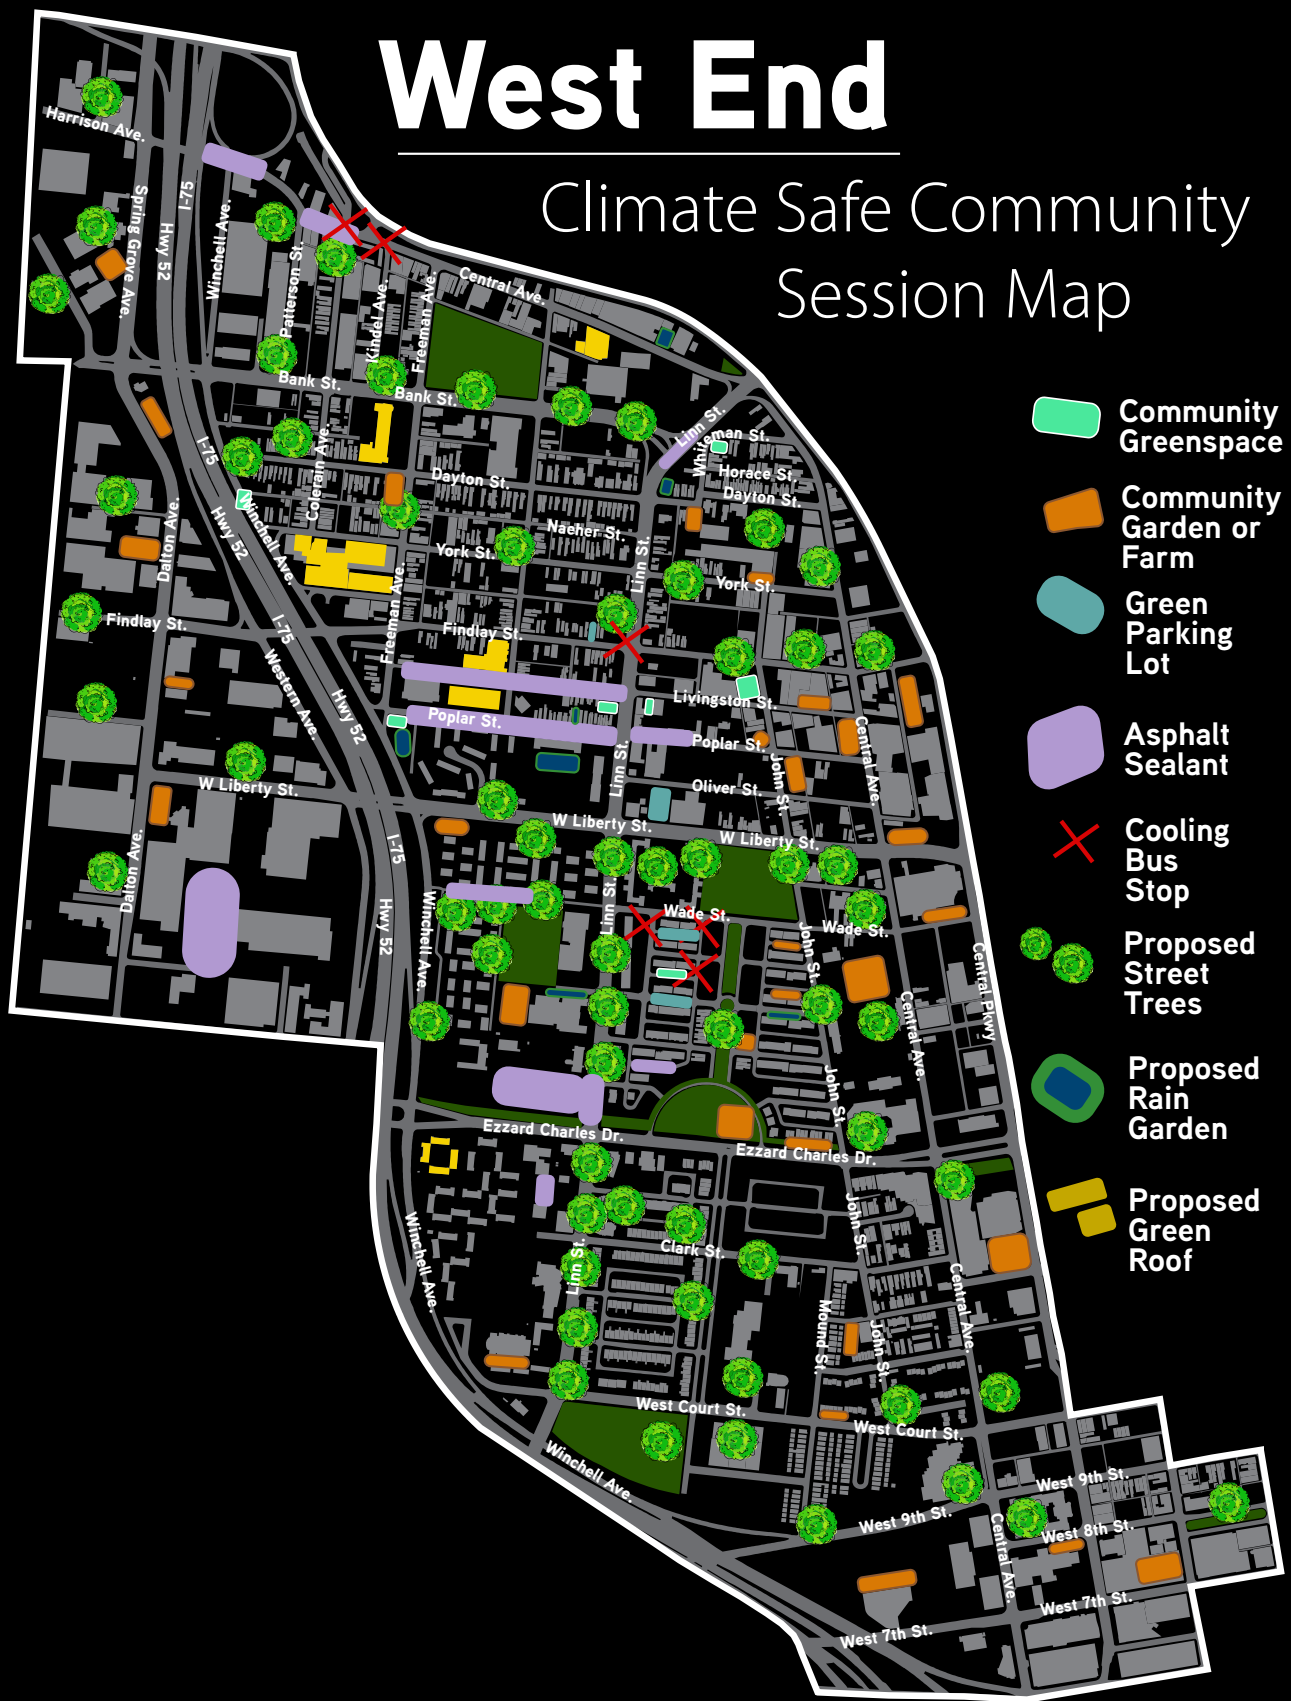 West End
Climate Safe Community
Session Map
Harrison Ave.
Spring Grove Ave.
I-75
Hwy 52
Winchell Ave.
Patterson St.
Kindel Ave.
Freeman Ave.
Central Ave.
Bank St.
Bank St.
Linn St.
Whiteman St.
Horace St.
Dayton St.
Colerain Ave.
Dayton St.
Naeher St.
York St.
York St.
Linn St.
I-75
Hwy 52
Winchell Ave.
Dalton Ave.
Freeman Ave.
Findlay St.
Findlay St.
I-75
Western Ave.
Hwy 52
Livingston St.
Poplar St.
Poplar St.
Linn St.
Oliver St.
John St.
Central Ave.
W Liberty St.
W Liberty St.
W Liberty St.
Dalton Ave.
I-75
Hwy 52
Winchell Ave.
Linn St.
Wade St.
Wade St.
John St.
Central Ave.
Central Pkwy
John St.
Ezzard Charles Dr.
Ezzard Charles Dr.
Winchell Ave.
Linn St.
Clark St.
John St.
Central Ave.
Mound St.
John St.
West Court St.
West Court St.
Winchell Ave.
West 9th St.
West 9th St.
West 8th St.
Central Ave.
West 7th St.
West 7th St.
Community
Greenspace
Community
Garden or
Farm
Green
Parking
Lot
Asphalt
Sealant
Cooling
Bus
Stop
Proposed
Street
Trees
Proposed
Rain
Garden
Proposed
Green
Roof